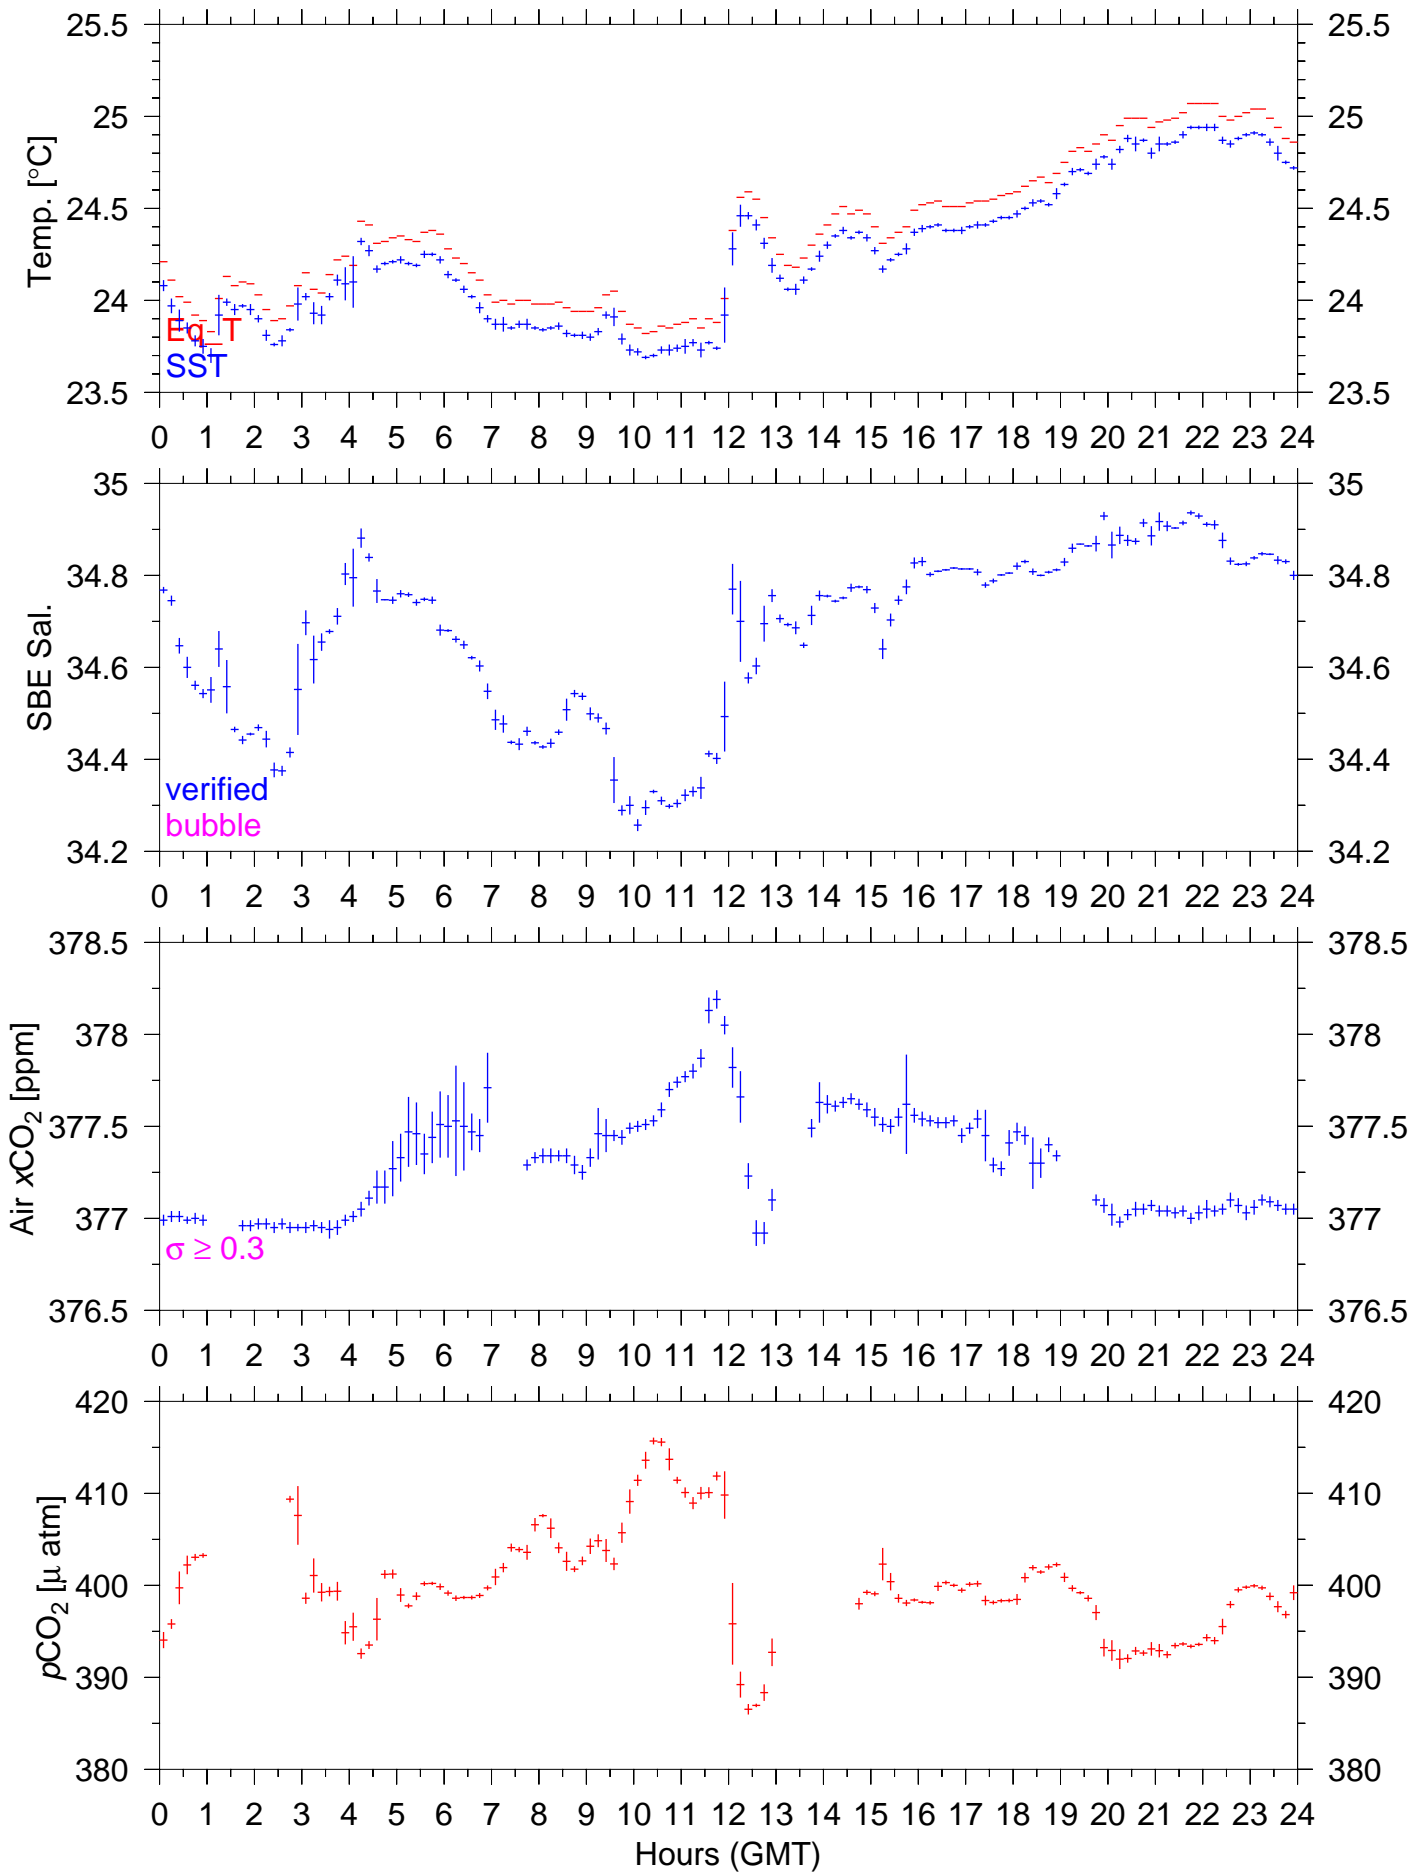 25.5 25.5
25 25
24.5 24.5
24 24
23.5 23.5
Temp. [°C]
Eq_T
SST
0 1 2 3 4 5 6 7 8 9 10 11 12 13 14 15 16 17 18 19 20 21 22 23 24
35 35
34.8 34.8
34.6 34.6
34.4 34.4
34.2 34.2
SBE Sal.
verified
bubble
0 1 2 3 4 5 6 7 8 9 10 11 12 13 14 15 16 17 18 19 20 21 22 23 24
378.5 378.5
378 378
377.5 377.5
377 377
376.5 376.5
Air xCO₂ [ppm]
σ ≥ 0.3
0 1 2 3 4 5 6 7 8 9 10 11 12 13 14 15 16 17 18 19 20 21 22 23 24
420 420
410 410
400 400
390 390
380 380
pCO₂ [μ atm]
0 1 2 3 4 5 6 7 8 9 10 11 12 13 14 15 16 17 18 19 20 21 22 23 24
Hours (GMT)